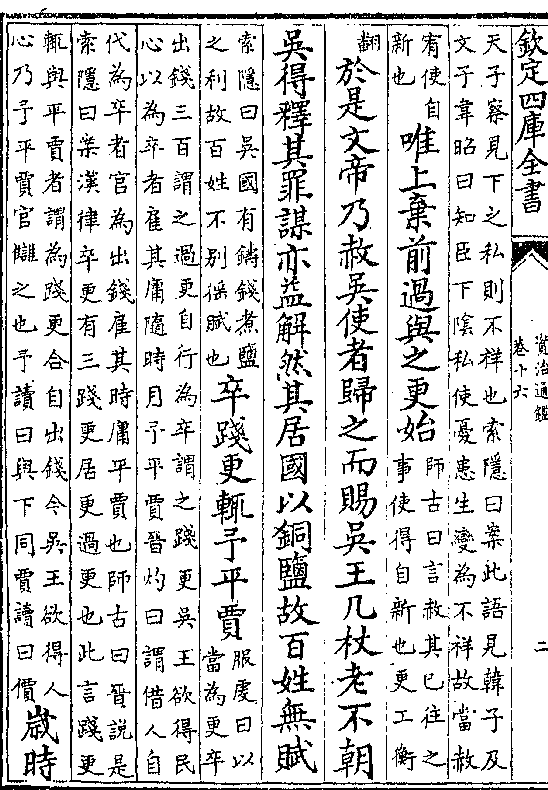 欽定四庫全書
資治通鑑
卷十六
二
天子察見下之私則不祥也索隱曰案此語見韓子及
文子韋昭曰知臣下陰私使憂患生變為不祥故當赦
宥使自
新也
唯上棄前過與之更始
師古曰言赦其已往之
事使得自新也更工衡
翻
於是文帝乃赦吳使者歸之而賜吳王几杖老不朝
吳得釋其罪謀亦益解然其居國以銅鹽故百姓無賦
索隱曰吳國有鑄錢煮鹽
之利故百姓不别徭賦也
卒踐更輒予平賈
服虔曰以
當為更卒
出錢三百謂之過更自行為卒謂之踐更吳王欲得民
心以為卒者雇其庸隨時月予平賈晉灼曰謂借人自
代為卒者官為出錢雇其時庸平賈也師古曰晉說是
索隱曰案漢律卒更有三踐更居更過更也此言踐更
輒與平賈者謂為踐更合自出錢今吳王欲得人
心乃予平賈官讎之也予讀曰與下同賈讀曰價
歲時